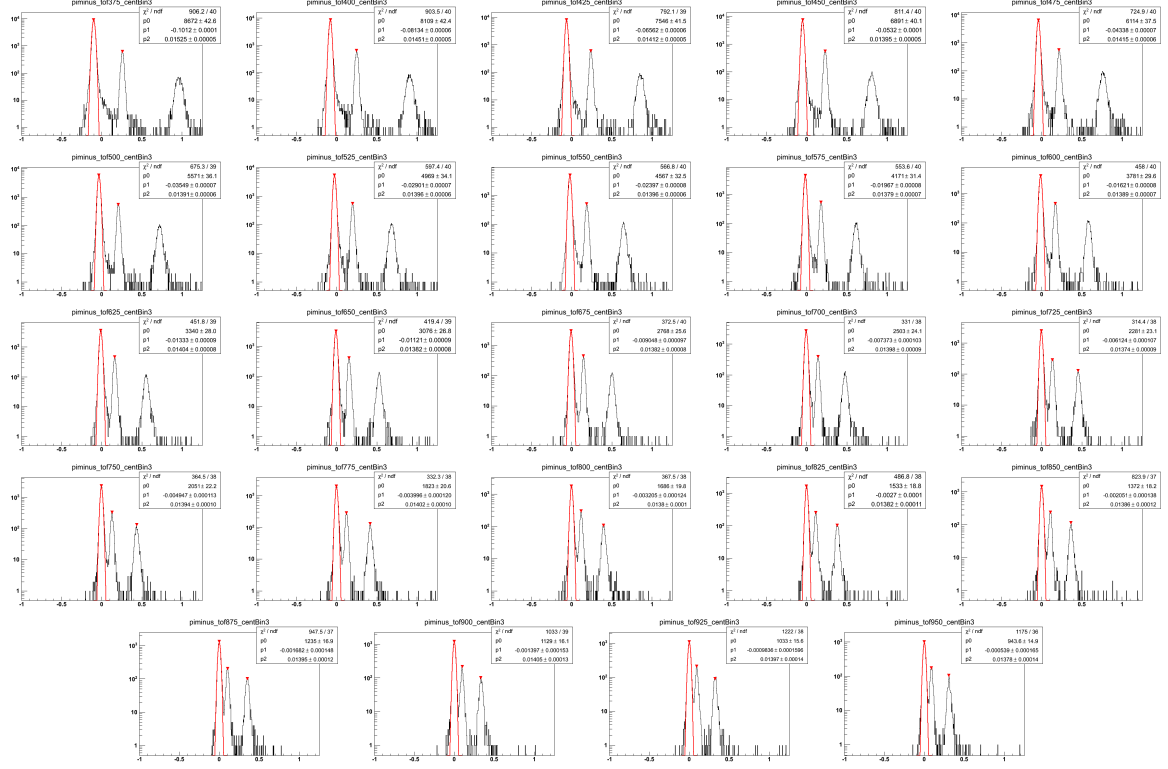 piminus_tof375_centBin3
χ² / ndf 906.2 / 40
p0 8672 ± 42.6
p1 -0.1012 ± 0.0001
p2 0.01525 ± 0.00005
piminus_tof400_centBin3
χ² / ndf 903.5 / 40
p0 8109 ± 42.4
p1 -0.08134 ± 0.00006
p2 0.01451 ± 0.00005
piminus_tof425_centBin3
χ² / ndf 792.1 / 39
p0 7546 ± 41.5
p1 -0.06562 ± 0.00006
p2 0.01412 ± 0.00005
piminus_tof450_centBin3
χ² / ndf 811.4 / 40
p0 6891 ± 40.1
p1 -0.0532 ± 0.0001
p2 0.01395 ± 0.00005
piminus_tof475_centBin3
χ² / ndf 724.9 / 40
p0 6114 ± 37.5
p1 -0.04338 ± 0.00007
p2 0.01415 ± 0.00006
piminus_tof500_centBin3
χ² / ndf 675.3 / 39
p0 5571 ± 36.1
p1 -0.03549 ± 0.00007
p2 0.01391 ± 0.00006
piminus_tof525_centBin3
χ² / ndf 597.4 / 40
p0 4969 ± 34.1
p1 -0.02901 ± 0.00007
p2 0.01396 ± 0.00006
piminus_tof550_centBin3
χ² / ndf 566.8 / 40
p0 4567 ± 32.5
p1 -0.02397 ± 0.00008
p2 0.01396 ± 0.00006
piminus_tof575_centBin3
χ² / ndf 553.6 / 40
p0 4171 ± 31.4
p1 -0.01967 ± 0.00008
p2 0.01379 ± 0.00007
piminus_tof600_centBin3
χ² / ndf 458 / 40
p0 3781 ± 29.6
p1 -0.01621 ± 0.00008
p2 0.01389 ± 0.00007
piminus_tof625_centBin3
χ² / ndf 451.8 / 39
p0 3340 ± 28.0
p1 -0.01333 ± 0.00009
p2 0.01404 ± 0.00008
piminus_tof650_centBin3
χ² / ndf 419.4 / 39
p0 3076 ± 26.8
p1 -0.01121 ± 0.00009
p2 0.01382 ± 0.00008
piminus_tof675_centBin3
χ² / ndf 372.5 / 40
p0 2768 ± 25.6
p1 -0.009048 ± 0.000097
p2 0.01382 ± 0.00008
piminus_tof700_centBin3
χ² / ndf 331 / 38
p0 2503 ± 24.1
p1 -0.007373 ± 0.000103
p2 0.01398 ± 0.00009
piminus_tof725_centBin3
χ² / ndf 314.4 / 38
p0 2281 ± 23.1
p1 -0.006124 ± 0.000107
p2 0.01374 ± 0.00009
piminus_tof750_centBin3
χ² / ndf 364.5 / 38
p0 2051 ± 22.2
p1 -0.004947 ± 0.000113
p2 0.01394 ± 0.00010
piminus_tof775_centBin3
χ² / ndf 332.3 / 38
p0 1823 ± 20.6
p1 -0.003996 ± 0.000120
p2 0.01402 ± 0.00010
piminus_tof800_centBin3
χ² / ndf 367.5 / 38
p0 1686 ± 19.8
p1 -0.003205 ± 0.000124
p2 0.0138 ± 0.0001
piminus_tof825_centBin3
χ² / ndf 486.8 / 38
p0 1533 ± 18.8
p1 -0.0027 ± 0.0001
p2 0.01382 ± 0.00011
piminus_tof850_centBin3
χ² / ndf 823.9 / 37
p0 1372 ± 18.2
p1 -0.002051 ± 0.000138
p2 0.01386 ± 0.00012
piminus_tof875_centBin3
χ² / ndf 947.5 / 37
p0 1235 ± 16.9
p1 -0.001682 ± 0.000148
p2 0.01395 ± 0.00012
piminus_tof900_centBin3
χ² / ndf 1033 / 39
p0 1129 ± 16.1
p1 -0.001397 ± 0.000153
p2 0.01405 ± 0.00013
piminus_tof925_centBin3
χ² / ndf 1222 / 38
p0 1033 ± 15.6
p1 -0.0009836 ± 0.0001596
p2 0.01397 ± 0.00014
piminus_tof950_centBin3
χ² / ndf 1175 / 36
p0 943.6 ± 14.9
p1 -0.000539 ± 0.000165
p2 0.01378 ± 0.00014